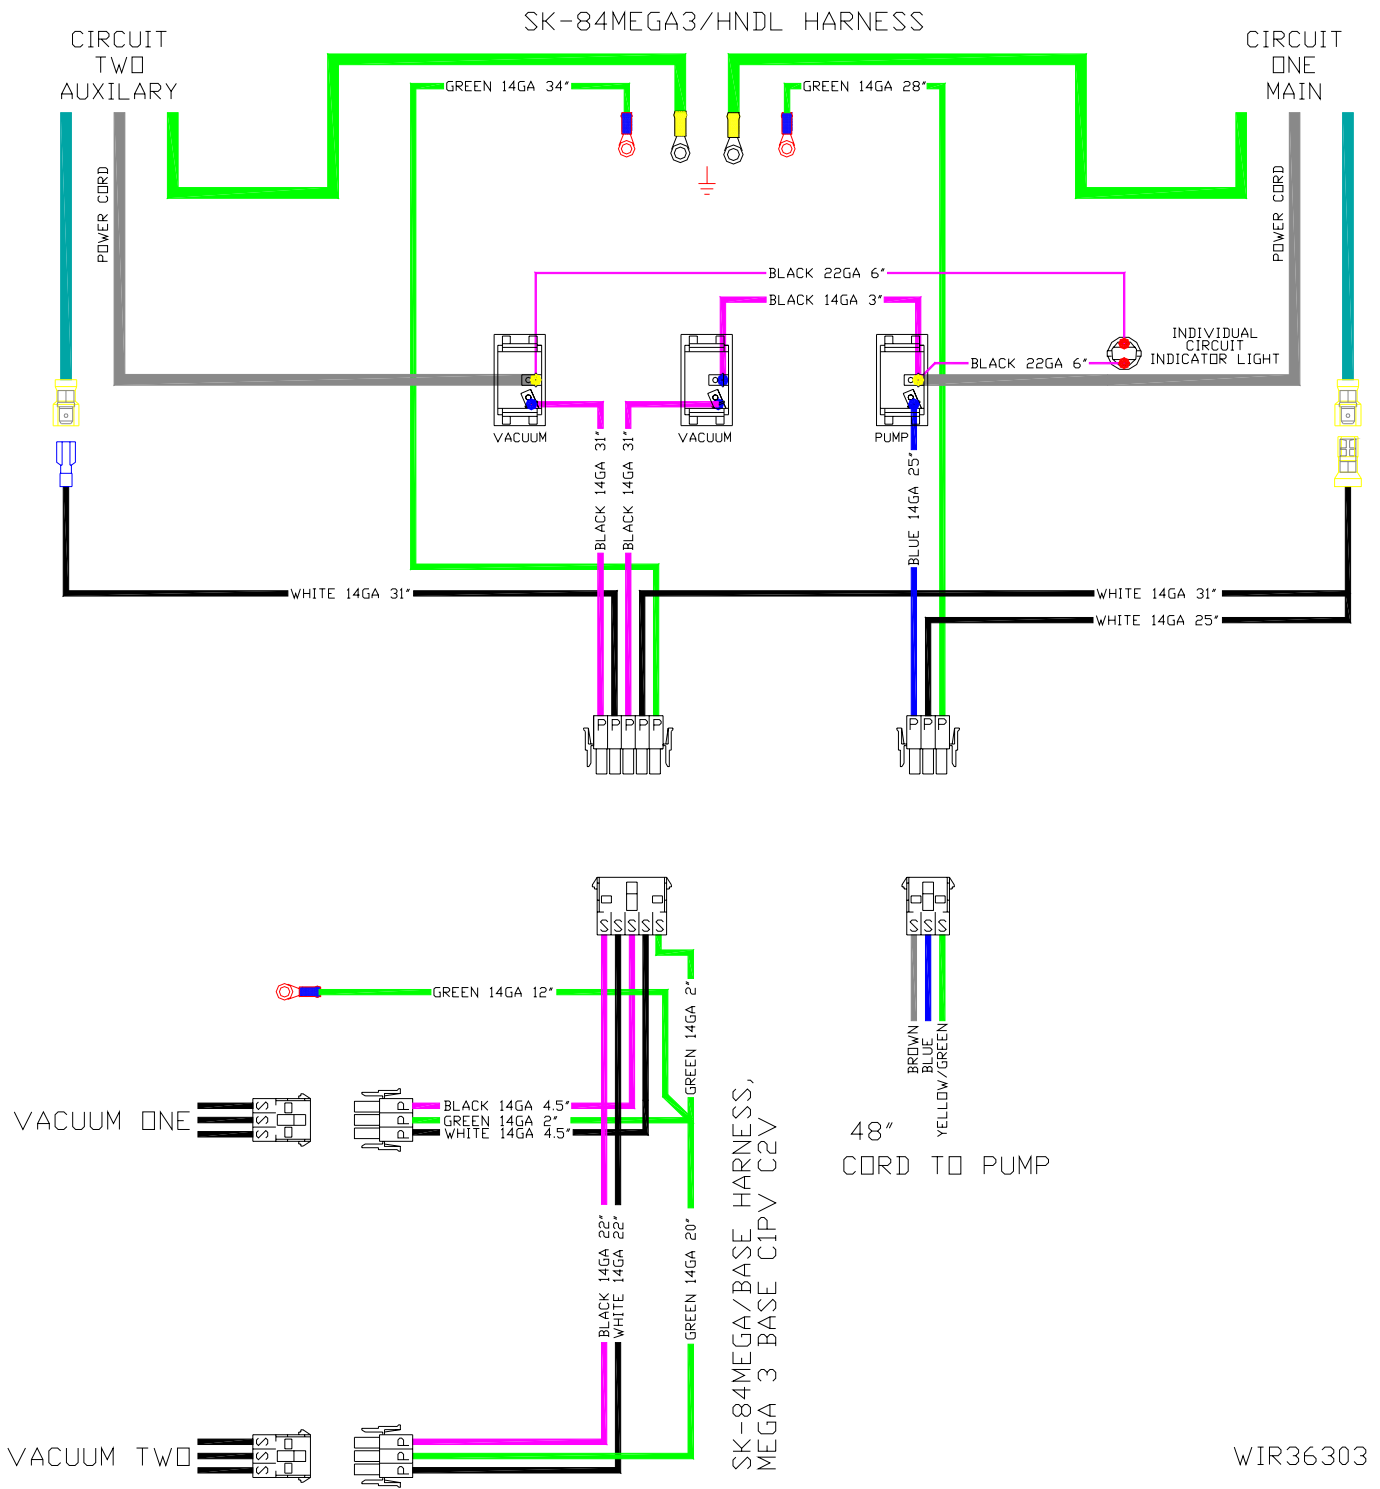 SK-84MEGA3/HNDL HARNESS
CIRCUIT
TWO
AUXILARY
CIRCUIT
ONE
MAIN
GREEN 14GA 34"
GREEN 14GA 28"
POWER CORD
POWER CORD
BLACK 22GA 6"
BLACK 14GA 3"
INDIVIDUAL
CIRCUIT
INDICATOR LIGHT
BLACK 22GA 6"
VACUUM
VACUUM
PUMP
BLACK 14GA 31"
BLACK 14GA 31"
BLUE 14GA 25"
WHITE 14GA 31"
WHITE 14GA 31"
WHITE 14GA 25"
P P P P P
P P P
S S S S S
S S S
GREEN 14GA 12"
GREEN 14GA 2"
BROWN
BLUE
YELLOW/GREEN
48"
CORD TO PUMP
VACUUM ONE
S S S
P P P
BLACK 14GA 4.5"
GREEN 14GA 2"
WHITE 14GA 4.5"
BLACK 14GA 22"
WHITE 14GA 22"
GREEN 14GA 20"
SK-84MEGA/BASE HARNESS,
MEGA 3 BASE C1PV C2V
VACUUM TWO
S S S
P P P
WIR36303